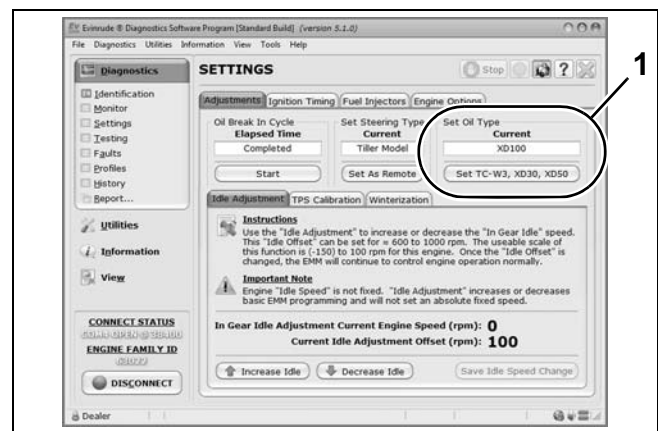 Evinrude ® Diagnostics Software Program [Standard Build] (version 5.1.0)
File Diagnostics Utilities Information View Tools Help
Diagnostics
SETTINGS
Stop
?
1
Identification
Monitor
Settings
Testing
Faults
Profiles
History
Report...
Utilities
Information
View
Adjustments Ignition Timing Fuel Injectors Engine Options
Oil Break In Cycle Set Steering Type Set Oil Type
Elapsed Time Current Current
Completed Tiller Model XD100
Start Set As Remote Set TC-W3, XD30, XD50
Idle Adjustment TPS Calibration Winterization
Instructions
Use the "Idle Adjustment" to increase or decrease the "In Gear Idle" speed.
This "Idle Offset" can be set for = 600 to 1000 rpm. The useable scale of
this function is (-150) to 100 rpm for this engine. Once the "Idle Offset" is
changed, the EMM will continue to control engine operation normally.
Important Note
Engine "Idle Speed" is not fixed. "Idle Adjustment" increases or decreases
basic EMM programming and will not set an absolute fixed speed.
In Gear Idle Adjustment Current Engine Speed (rpm): 0
Current Idle Adjustment Offset (rpm): 100
Increase Idle Decrease Idle Save Idle Speed Change
CONNECT STATUS
COM4 OPEN @ 38400
ENGINE FAMILY ID
DISCONNECT
Dealer